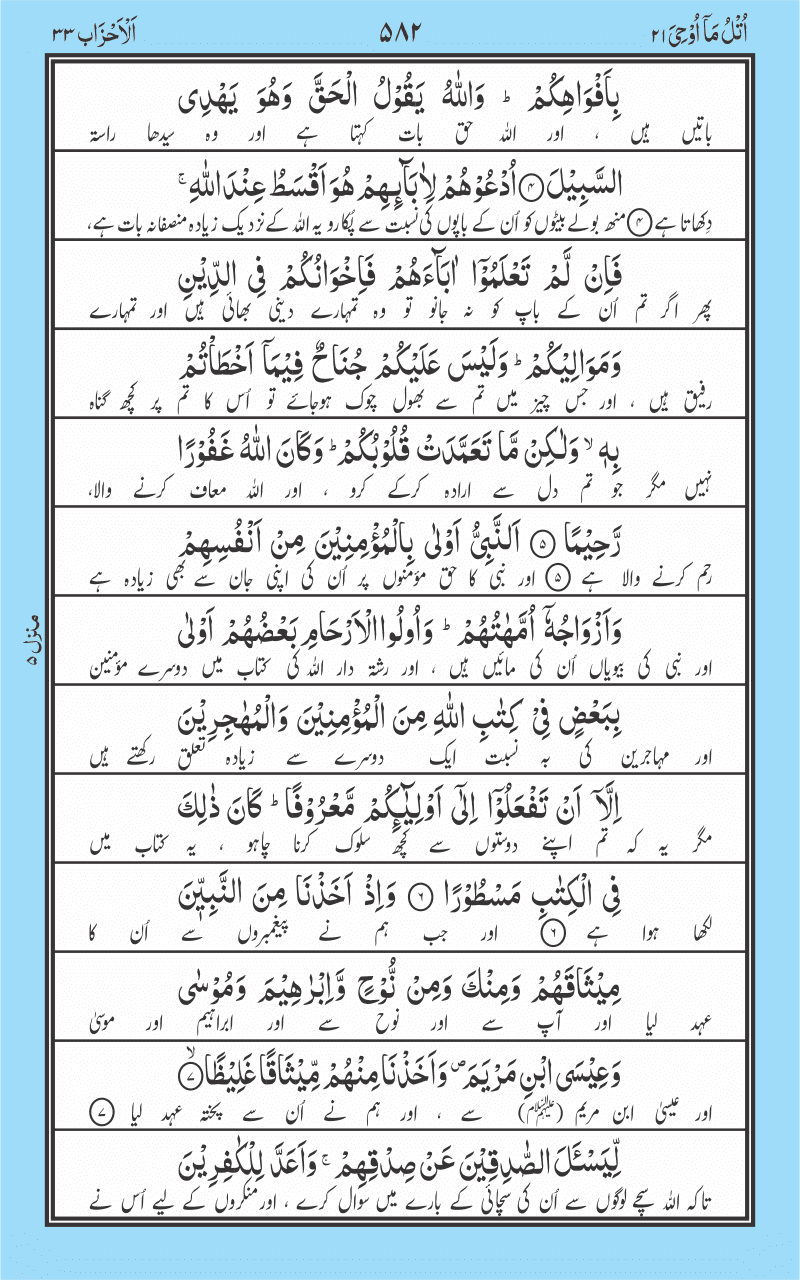 اُتْلُ مَاۤ اُوْحِیَ ۲۱ ۵۸۲ اَلْاَحْزَاب ۳۳
بِاَفْوَاهِكُمْ ؕ وَاللّٰهُ یَقُوْلُ الْحَقَّ وَهُوَ یَهْدِی
باتیں ہیں ، اور اللہ حق بات کہتا ہے اور وہ سیدھا راستہ
السَّبِیْلَ ۴ اُدْعُوْهُمْ لِاٰبَآىِٕهِمْ هُوَ اَقْسَطُ عِنْدَ اللّٰهِ ۚ
دِکھاتا ہے ۴ منھ بولے بیٹوں کو اُن کے باپوں کی نسبت سے پُکارو یہ اللہ کے نزدیک زیادہ منصفانہ بات ہے،
فَاِنْ لَّمْ تَعْلَمُوْۤا اٰبَآءَهُمْ فَاِخْوَانُكُمْ فِی الدِّیْنِ
پھر اگر تم اُن کے باپ کو نہ جانو تو وہ تمہارے دینی بھائی ہیں اور تمہارے
وَمَوَالِیْكُمْ ؕ وَلَیْسَ عَلَیْكُمْ جُنَاحٌ فِیْمَاۤ اَخْطَاْتُمْ
رفیق ہیں ، اور جس چیز میں تم سے بھول چوک ہوجائے تو اُس کا تم پر کچھ گناہ
بِهٖ ۙ وَلٰكِنْ مَّا تَعَمَّدَتْ قُلُوْبُكُمْ ؕ وَكَانَ اللّٰهُ غَفُوْرًا
نہیں مگر جو تم دل سے ارادہ کرکے کرو ، اور اللہ معاف کرنے والا،
رَّحِیْمًا ۵ اَلنَّبِیُّ اَوْلٰی بِالْمُؤْمِنِیْنَ مِنْ اَنْفُسِهِمْ
رحم کرنے والا ہے ۵ اور نبی کا حق مؤمنوں پر اُن کی اپنی جان سے بھی زیادہ ہے
وَاَزْوَاجُهٗۤ اُمَّهٰتُهُمْ ؕ وَاُولُوا الْاَرْحَامِ بَعْضُهُمْ اَوْلٰی
اور نبی کی بیویاں اُن کی مائیں ہیں ، اور رشتہ دار اللہ کی کتاب میں دوسرے مؤمنین
بِبَعْضٍ فِیْ كِتٰبِ اللّٰهِ مِنَ الْمُؤْمِنِیْنَ وَالْمُهٰجِرِیْنَ
اور مہاجرین کی بہ نسبت ایک دوسرے سے زیادہ تعلق رکھتے ہیں
اِلَّاۤ اَنْ تَفْعَلُوْۤا اِلٰۤی اَوْلِیٰٓىِٕكُمْ مَّعْرُوْفًا ؕ كَانَ ذٰلِكَ
مگر یہ کہ تم اپنے دوستوں سے کچھ سلوک کرنا چاہو ، یہ کتاب میں
فِی الْكِتٰبِ مَسْطُوْرًا ۶ وَاِذْ اَخَذْنَا مِنَ النَّبِیّٖنَ
لکھا ہوا ہے ۶ اور جب ہم نے پیغمبروں سے اُن کا
مِیْثَاقَهُمْ وَمِنْكَ وَمِنْ نُّوْحٍ وَّاِبْرٰهِیْمَ وَمُوْسٰی
عہد لیا اور آپ سے اور نوح سے اور ابراہیم اور موسیٰ
وَعِیْسَی ابْنِ مَرْیَمَ ۪ وَاَخَذْنَا مِنْهُمْ مِّیْثَاقًا غَلِیْظًا ۙ ۷
اور عیسیٰ ابن مریم (علیہم السلام) سے ، اور ہم نے اُن سے پختہ عہد لیا ۷
لِّیَسْـَٔلَ الصّٰدِقِیْنَ عَنْ صِدْقِهِمْ ۚ وَاَعَدَّ لِلْكٰفِرِیْنَ
تاکہ اللہ سچے لوگوں سے اُن کی سچائی کے بارے میں سوال کرے ، اور منکروں کے لیے اُس نے
منزل ۵